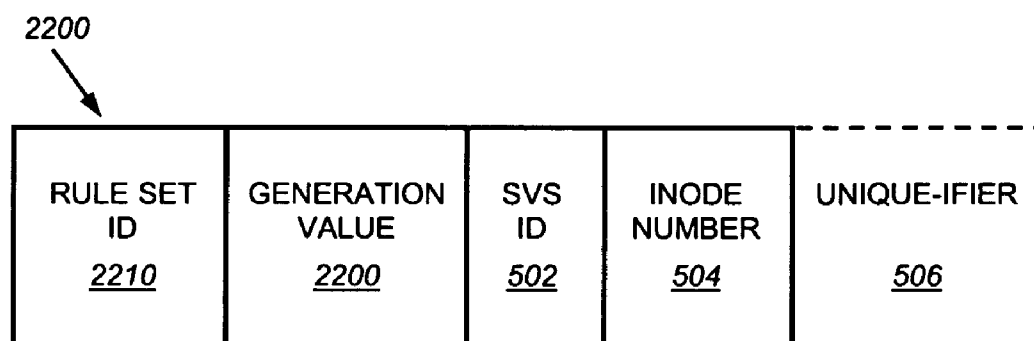 2200
RULE SET ID 2210
GENERATION VALUE 2200
SVS ID 502
INODE NUMBER 504
UNIQUE-IFIER 506